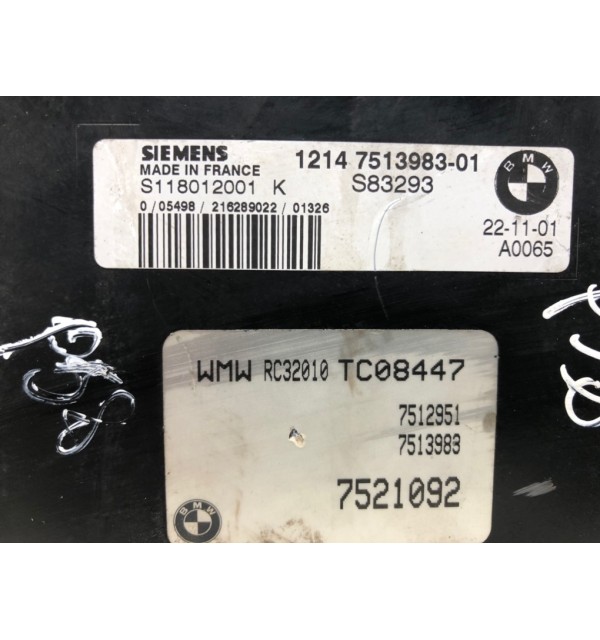 SIEMENS 1214 7513983-01
MADE IN FRANCE
S118012001 K S83293
0 / 05498 / 216289022 / 01326
BMW
22-11-01
A0065
WMW RC32010 TC08447
7512951
7513983
7521092
BMW